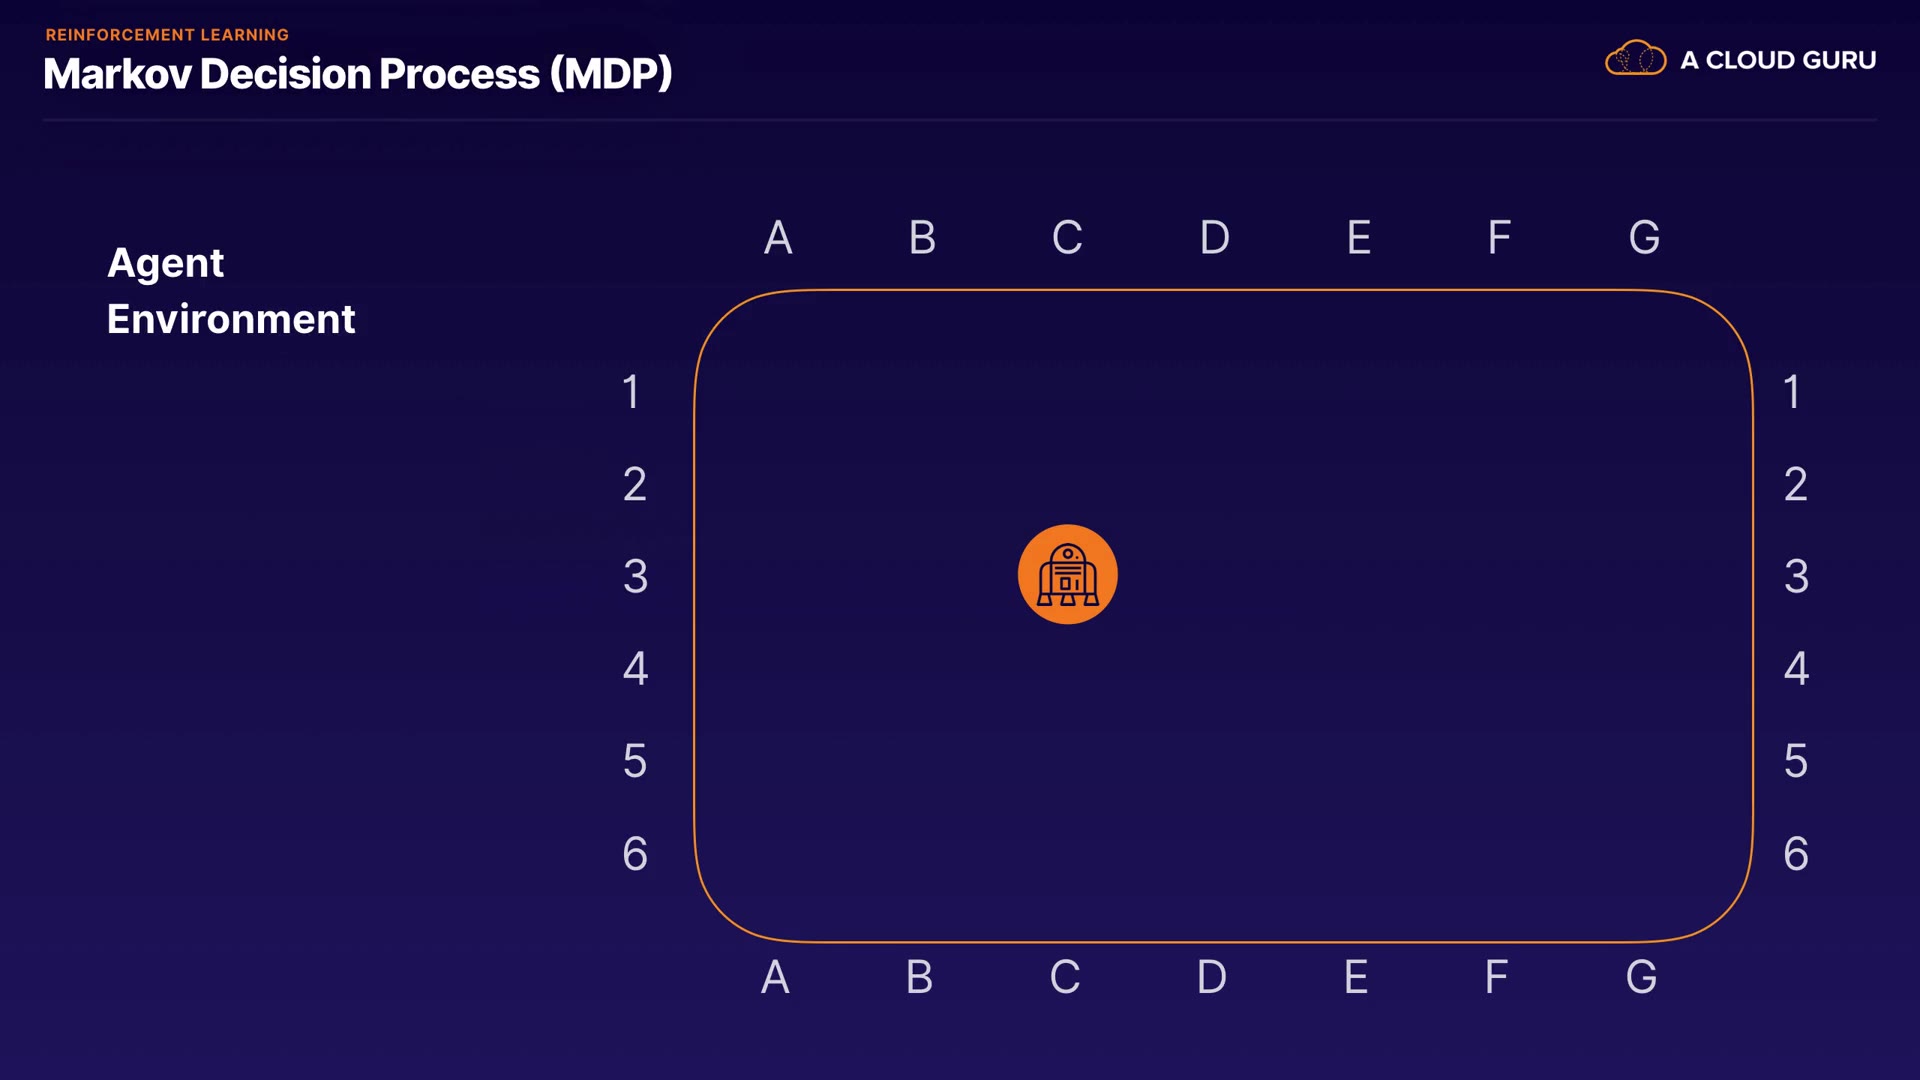 REINFORCEMENT LEARNING
Markov Decision Process (MDP)
A CLOUD GURU
Agent
Environment
A B C D E F G
1 1
2 2
3 3
4 4
5 5
6 6
A B C D E F G